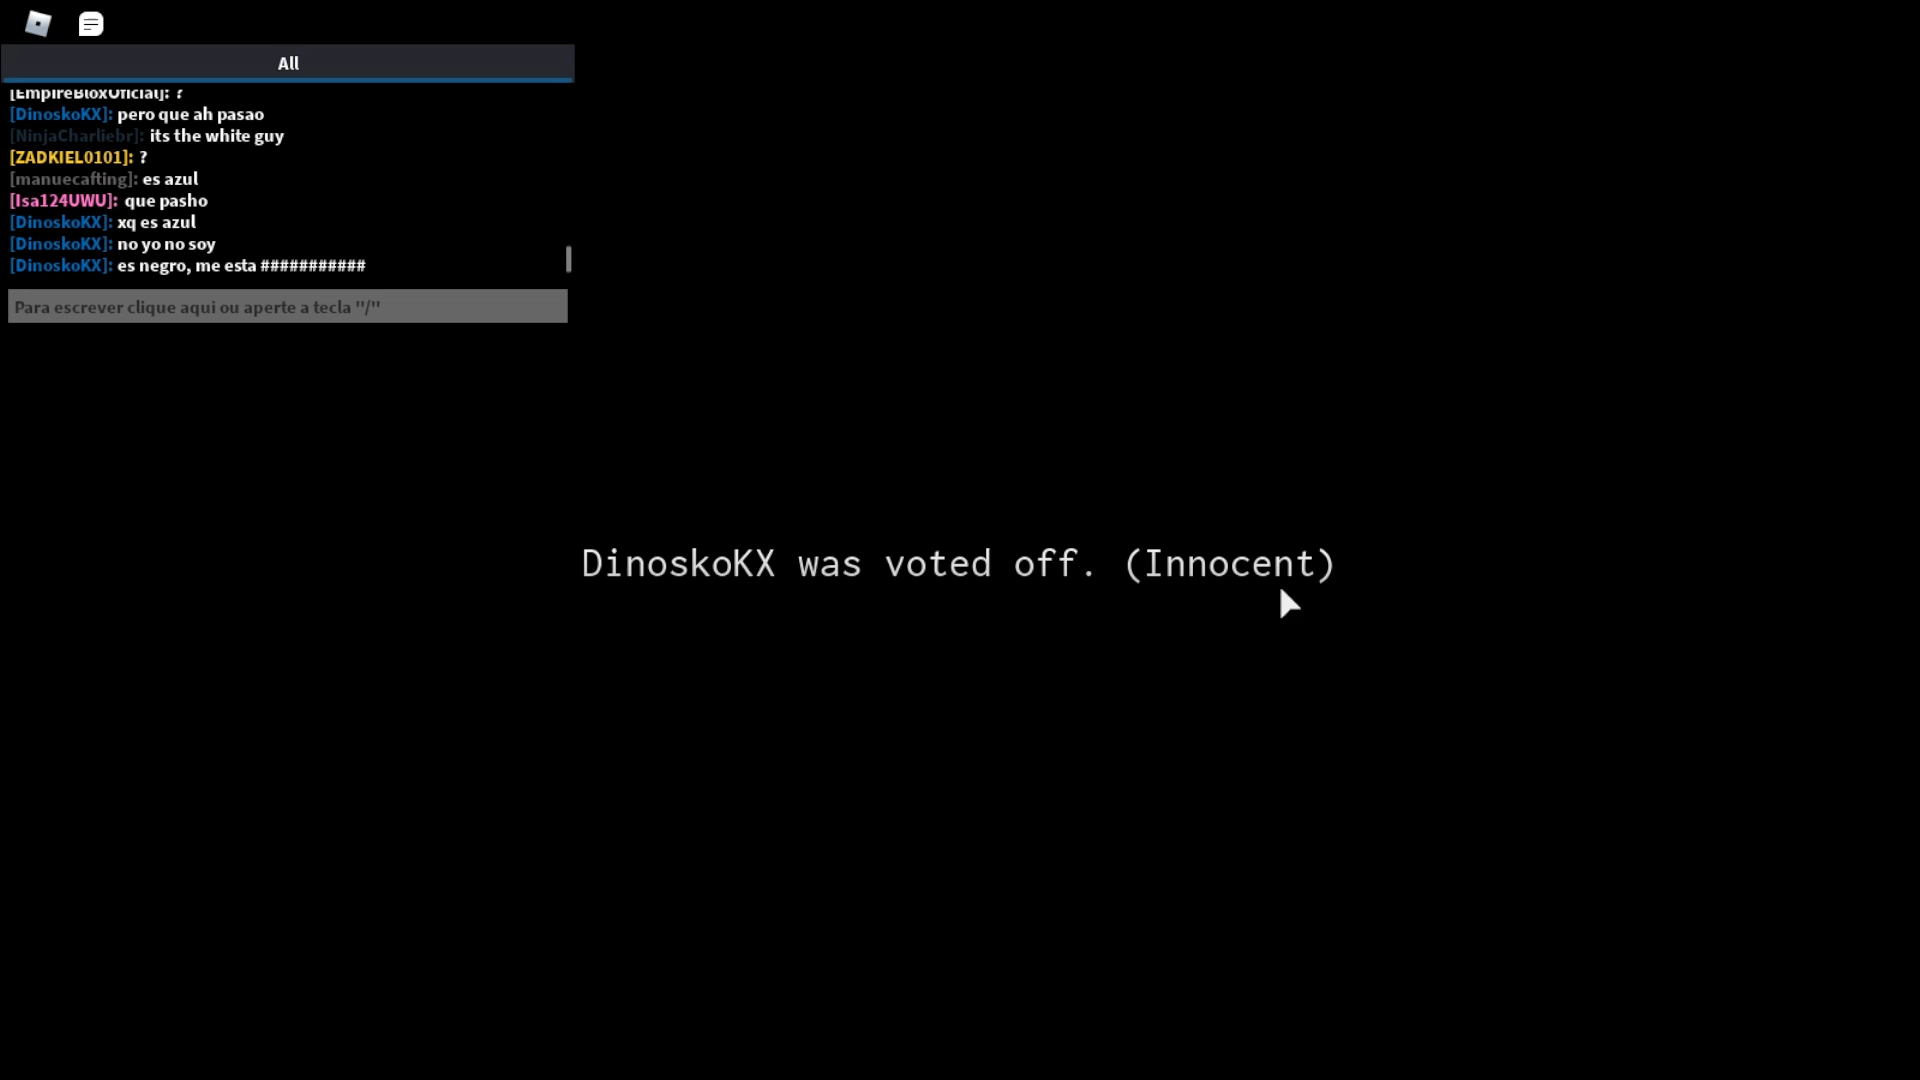 All
[EmpireBloxOficial]: ?
[DinoskoKX]: pero que ah pasao
[NinjaCharliebr]: its the white guy
[ZADKIEL0101]: ?
[manuecafting]: es azul
[Isa124UWU]: que pasho
[DinoskoKX]: xq es azul
[DinoskoKX]: no yo no soy
[DinoskoKX]: es negro, me esta ###########
Para escrever clique aqui ou aperte a tecla "/"
DinoskoKX was voted off. (Innocent)